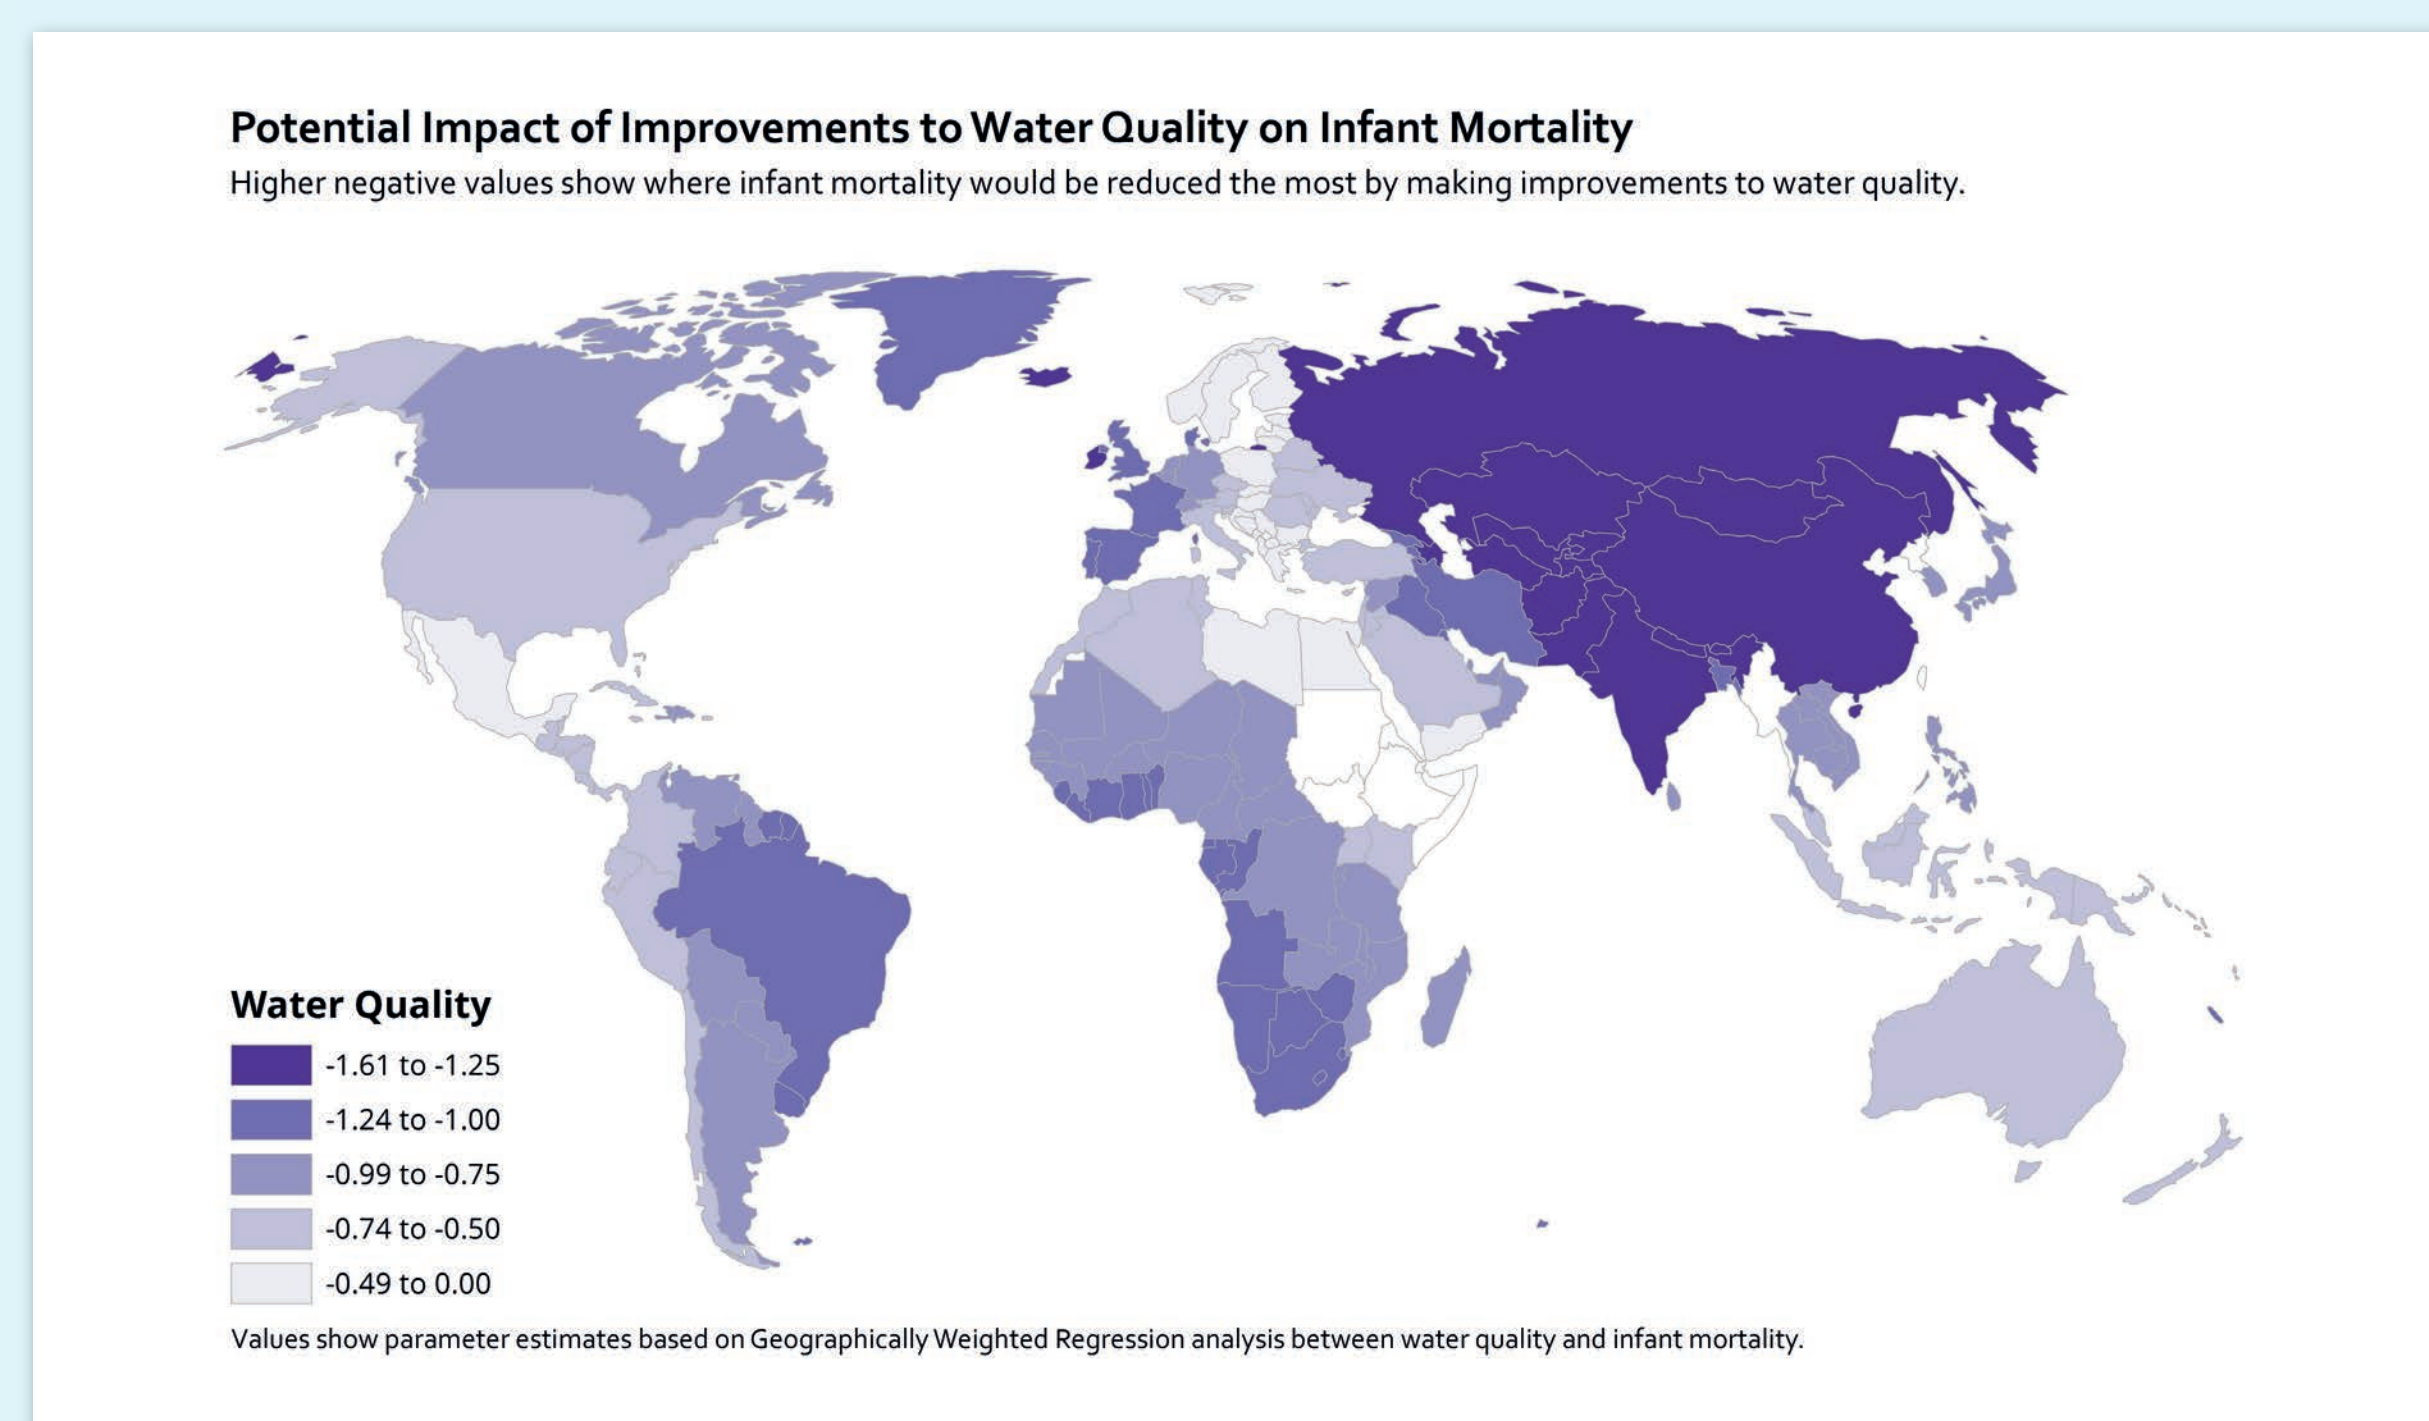 Potential Impact of Improvements to Water Quality on Infant Mortality
Higher negative values show where infant mortality would be reduced the most by making improvements to water quality.
Water Quality
-1.61 to -1.25
-1.24 to -1.00
-0.99 to -0.75
-0.74 to -0.50
-0.49 to 0.00
Values show parameter estimates based on Geographically Weighted Regression analysis between water quality and infant mortality.